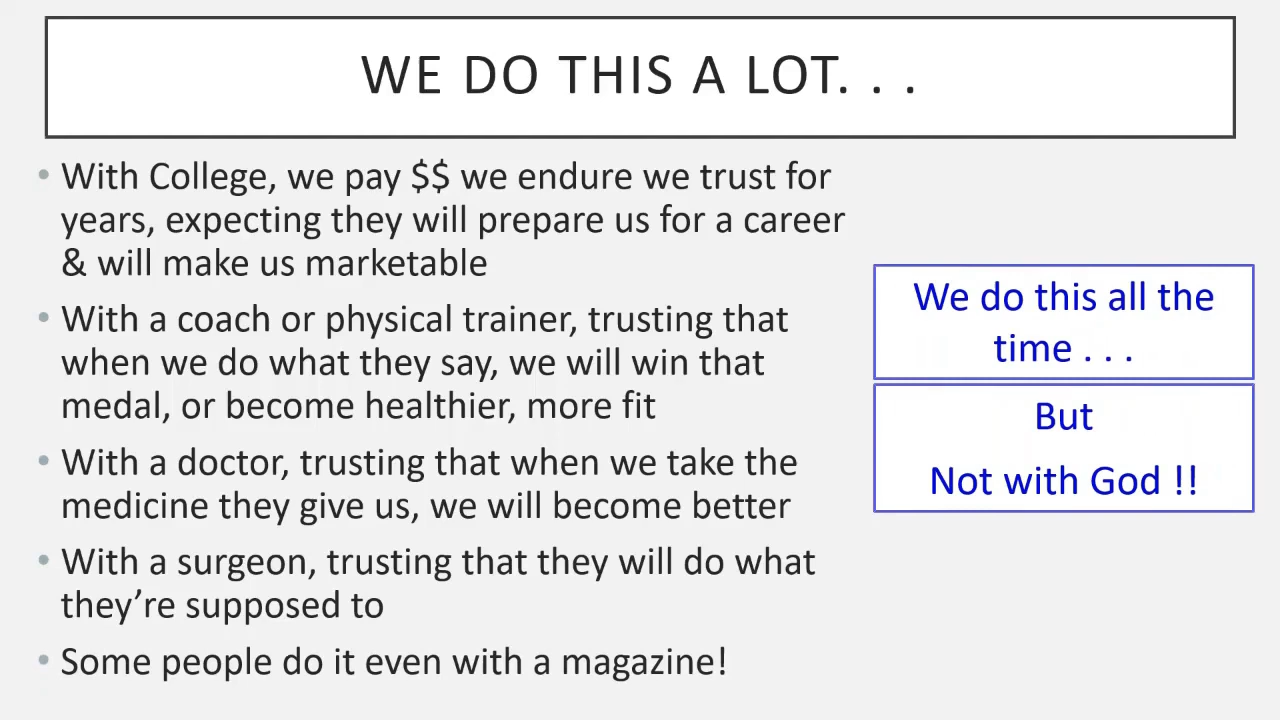 WE DO THIS A LOT. . .
• With College, we pay $$ we endure we trust for
years, expecting they will prepare us for a career
& will make us marketable
• With a coach or physical trainer, trusting that
when we do what they say, we will win that
medal, or become healthier, more fit
• With a doctor, trusting that when we take the
medicine they give us, we will become better
• With a surgeon, trusting that they will do what
they’re supposed to
• Some people do it even with a magazine!
We do this all the
time . . .
But
Not with God !!